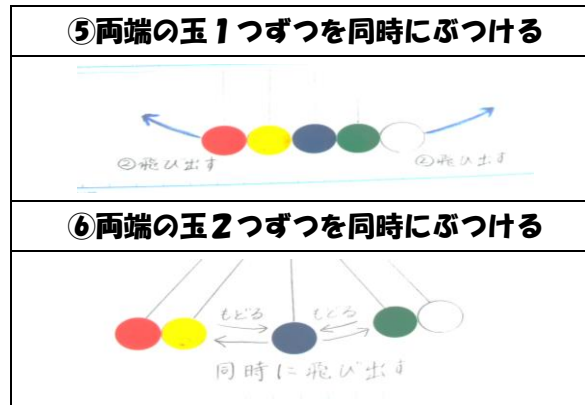 ⑤両端の玉1つずつを同時にぶつける
②飛び出す ②飛び出す
⑥両端の玉2つずつを同時にぶつける
もどる もどる
同時に飛び出す